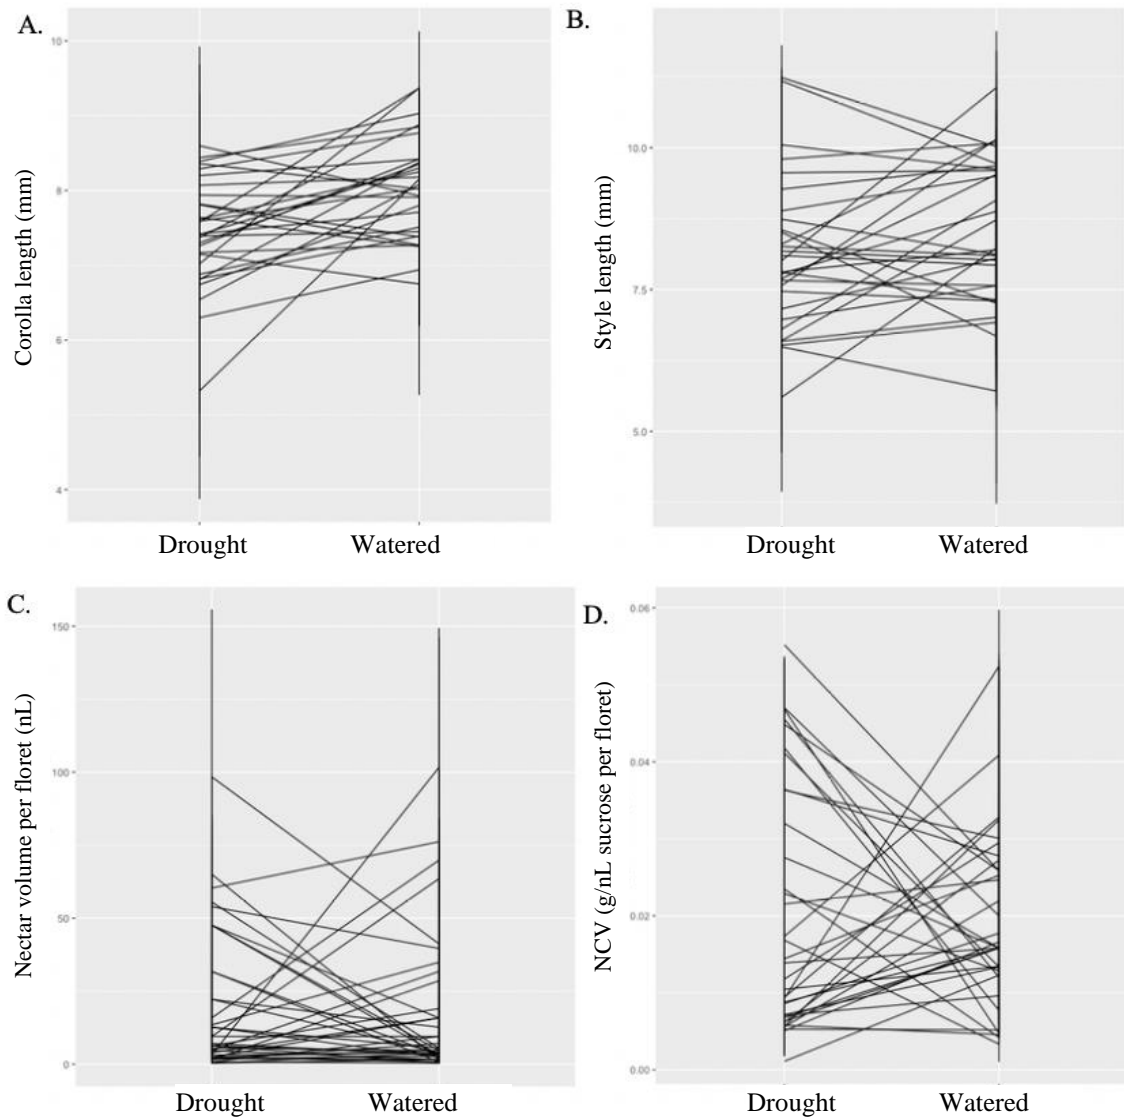 A.
Corolla length (mm)
10
8
6
4
Drought Watered
B.
Style length (mm)
10.0
7.5
5.0
Drought Watered
C.
Nectar volume per floret (nL)
150
100
50
0
Drought Watered
D.
NCV (g/nL sucrose per floret)
0.06
0.04
0.02
0.00
Drought Watered